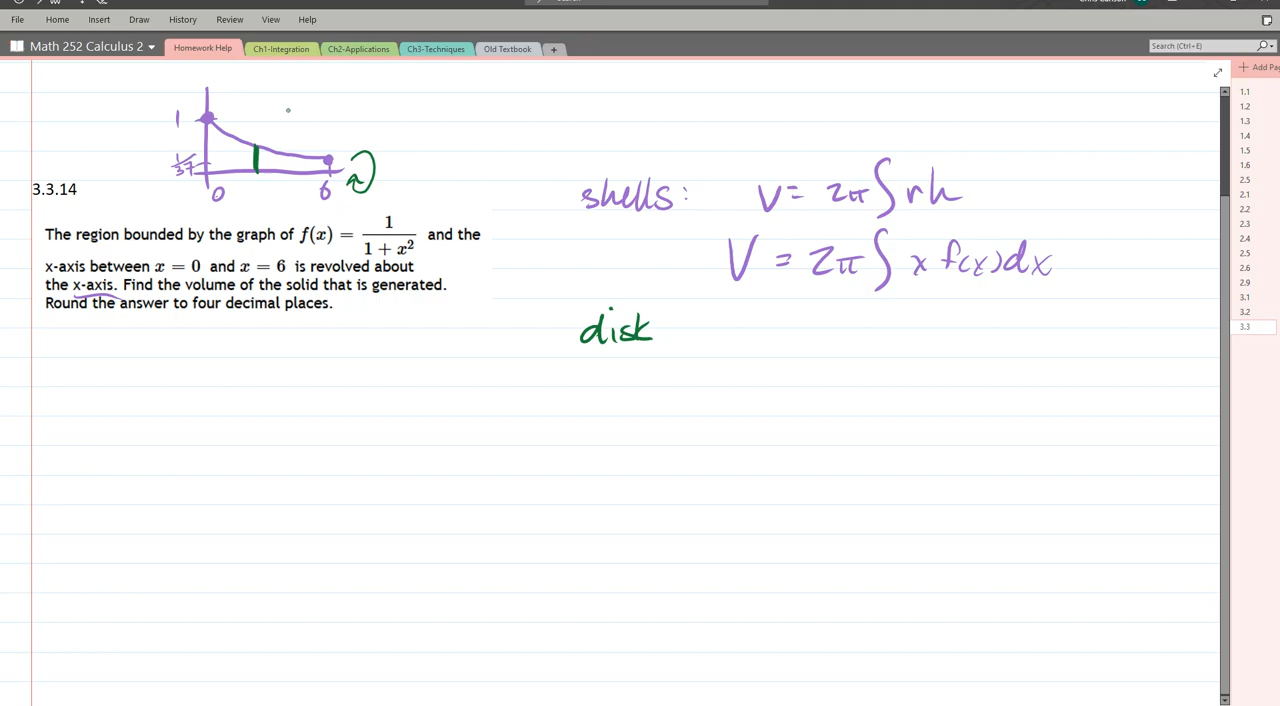 File Home Insert Draw History Review View Help
Math 252 Calculus 2 Homework Help Ch1-Integration Ch2-Applications Ch3-Techniques Old Textbook + Search (Ctrl+E)
+ Add Pag
1.1
1.2
1.3
1.4
1.5
1.6
2.5
2.1
2.2
2.3
2.4
2.5
2.6
2.9
3.1
3.2
3.3
1
1/37
0 6
3.3.14
The region bounded by the graph of f(x) = 1/(1 + x²) and the
x-axis between x = 0 and x = 6 is revolved about
the x-axis. Find the volume of the solid that is generated.
Round the answer to four decimal places.
shells: V = 2π ∫ rh
V = 2π ∫ x f(x) dx
disk